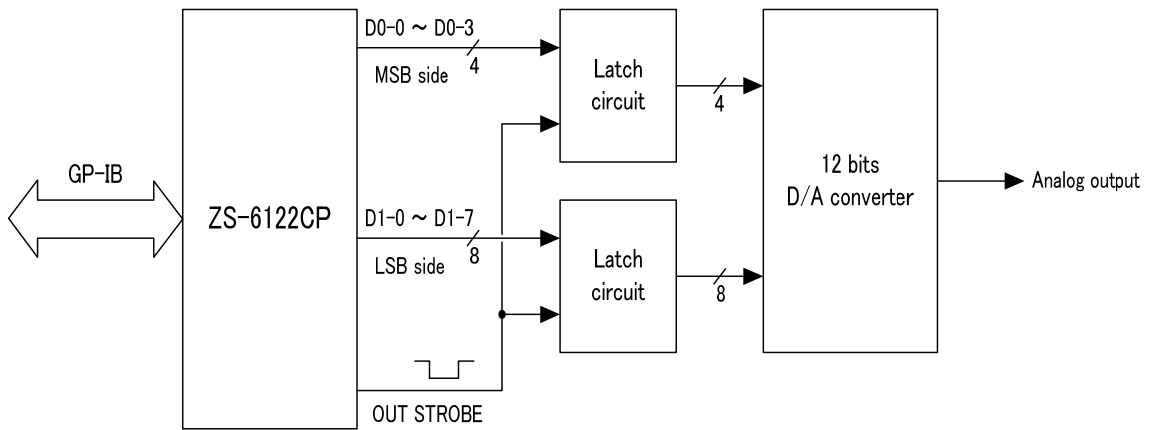 GP-IB
ZS-6122CP
D0-0 ~ D0-3
4
MSB side
D1-0 ~ D1-7
8
LSB side
OUT STROBE
Latch
circuit
4
Latch
circuit
8
12 bits
D/A converter
Analog output